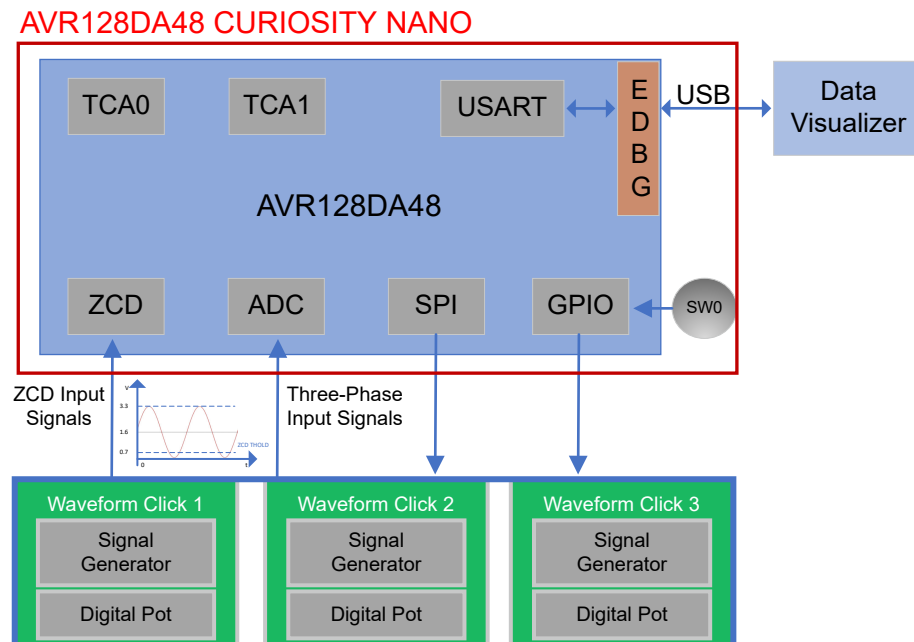 AVR128DA48 CURIOSITY NANO
TCA0
TCA1
USART
E
D
B
G
USB
Data
Visualizer
AVR128DA48
ZCD
ADC
SPI
GPIO
SW0
ZCD Input
Signals
V
3.3
1.6
0.7
0
t
ZCD THOLD
Three-Phase
Input Signals
Waveform Click 1
Signal
Generator
Digital Pot
Waveform Click 2
Signal
Generator
Digital Pot
Waveform Click 3
Signal
Generator
Digital Pot